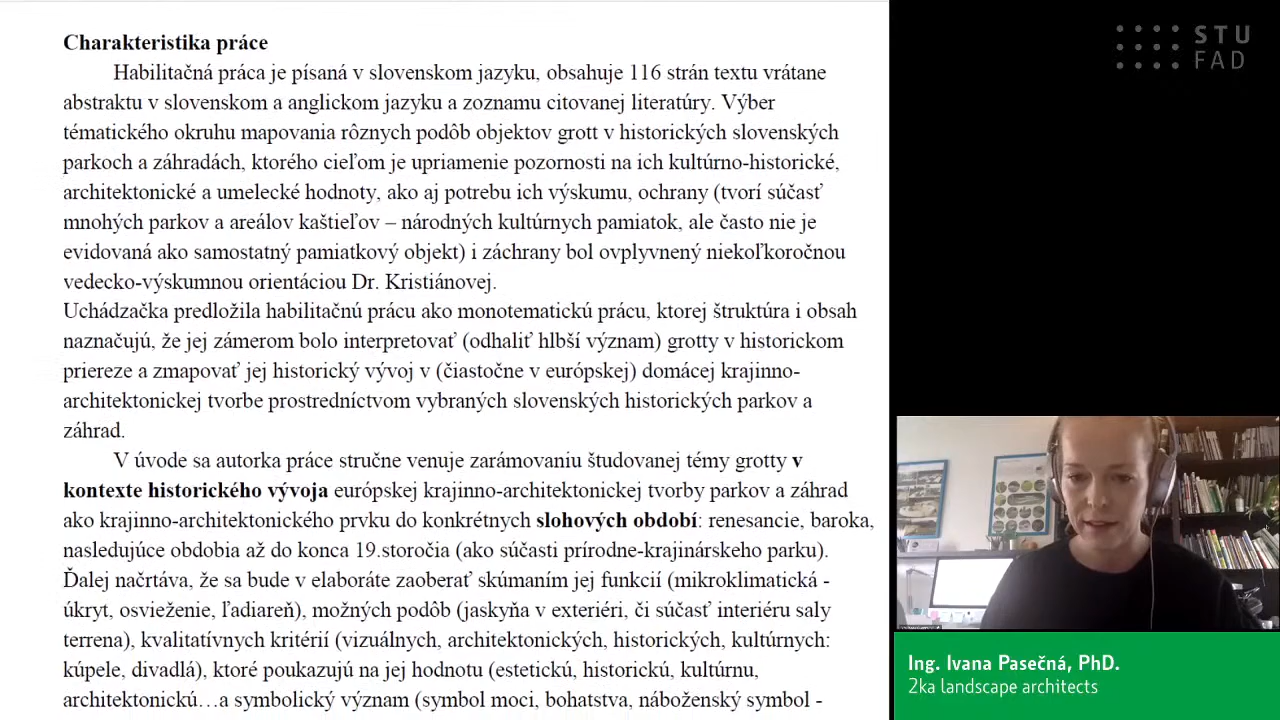 Charakteristika práce
Habilitačná práca je písaná v slovenskom jazyku, obsahuje 116 strán textu vrátane
abstraktu v slovenskom a anglickom jazyku a zoznamu citovanej literatúry. Výber
tématického okruhu mapovania rôznych podôb objektov grott v historických slovenských
parkoch a záhradách, ktorého cieľom je upriamenie pozornosti na ich kultúrno-historické,
architektonické a umelecké hodnoty, ako aj potrebu ich výskumu, ochrany (tvorí súčasť
mnohých parkov a areálov kaštieľov – národných kultúrnych pamiatok, ale často nie je
evidovaná ako samostatný pamiatkový objekt) i záchrany bol ovplyvnený niekoľkoročnou
vedecko-výskumnou orientáciou Dr. Kristiánovej.
Uchádzačka predložila habilitačnú prácu ako monotematickú prácu, ktorej štruktúra i obsah
naznačujú, že jej zámerom bolo interpretovať (odhaliť hlbší význam) grotty v historickom
priereze a zmapovať jej historický vývoj v (čiastočne v európskej) domácej krajinno-
architektonickej tvorbe prostredníctvom vybraných slovenských historických parkov a
záhrad.
V úvode sa autorka práce stručne venuje zarámovaniu študovanej témy grotty v
kontexte historického vývoja európskej krajinno-architektonickej tvorby parkov a záhrad
ako krajinno-architektonického prvku do konkrétnych slohových období: renesancie, baroka,
nasledujúce obdobia až do konca 19.storočia (ako súčasti prírodne-krajinárskeho parku).
Ďalej načrtáva, že sa bude v elaboráte zaoberať skúmaním jej funkcií (mikroklimatická -
úkryt, osvieženie, ľadiareň), možných podôb (jaskyňa v exteriéri, či súčasť interiéru saly
terrena), kvalitatívnych kritérií (vizuálnych, architektonických, historických, kultúrnych:
kúpele, divadlá), ktoré poukazujú na jej hodnotu (estetickú, historickú, kultúrnu,
architektonickú…a symbolický význam (symbol moci, bohatstva, náboženský symbol -
STU
FAD
Ing. Ivana Pasečná, PhD.
2ka landscape architects